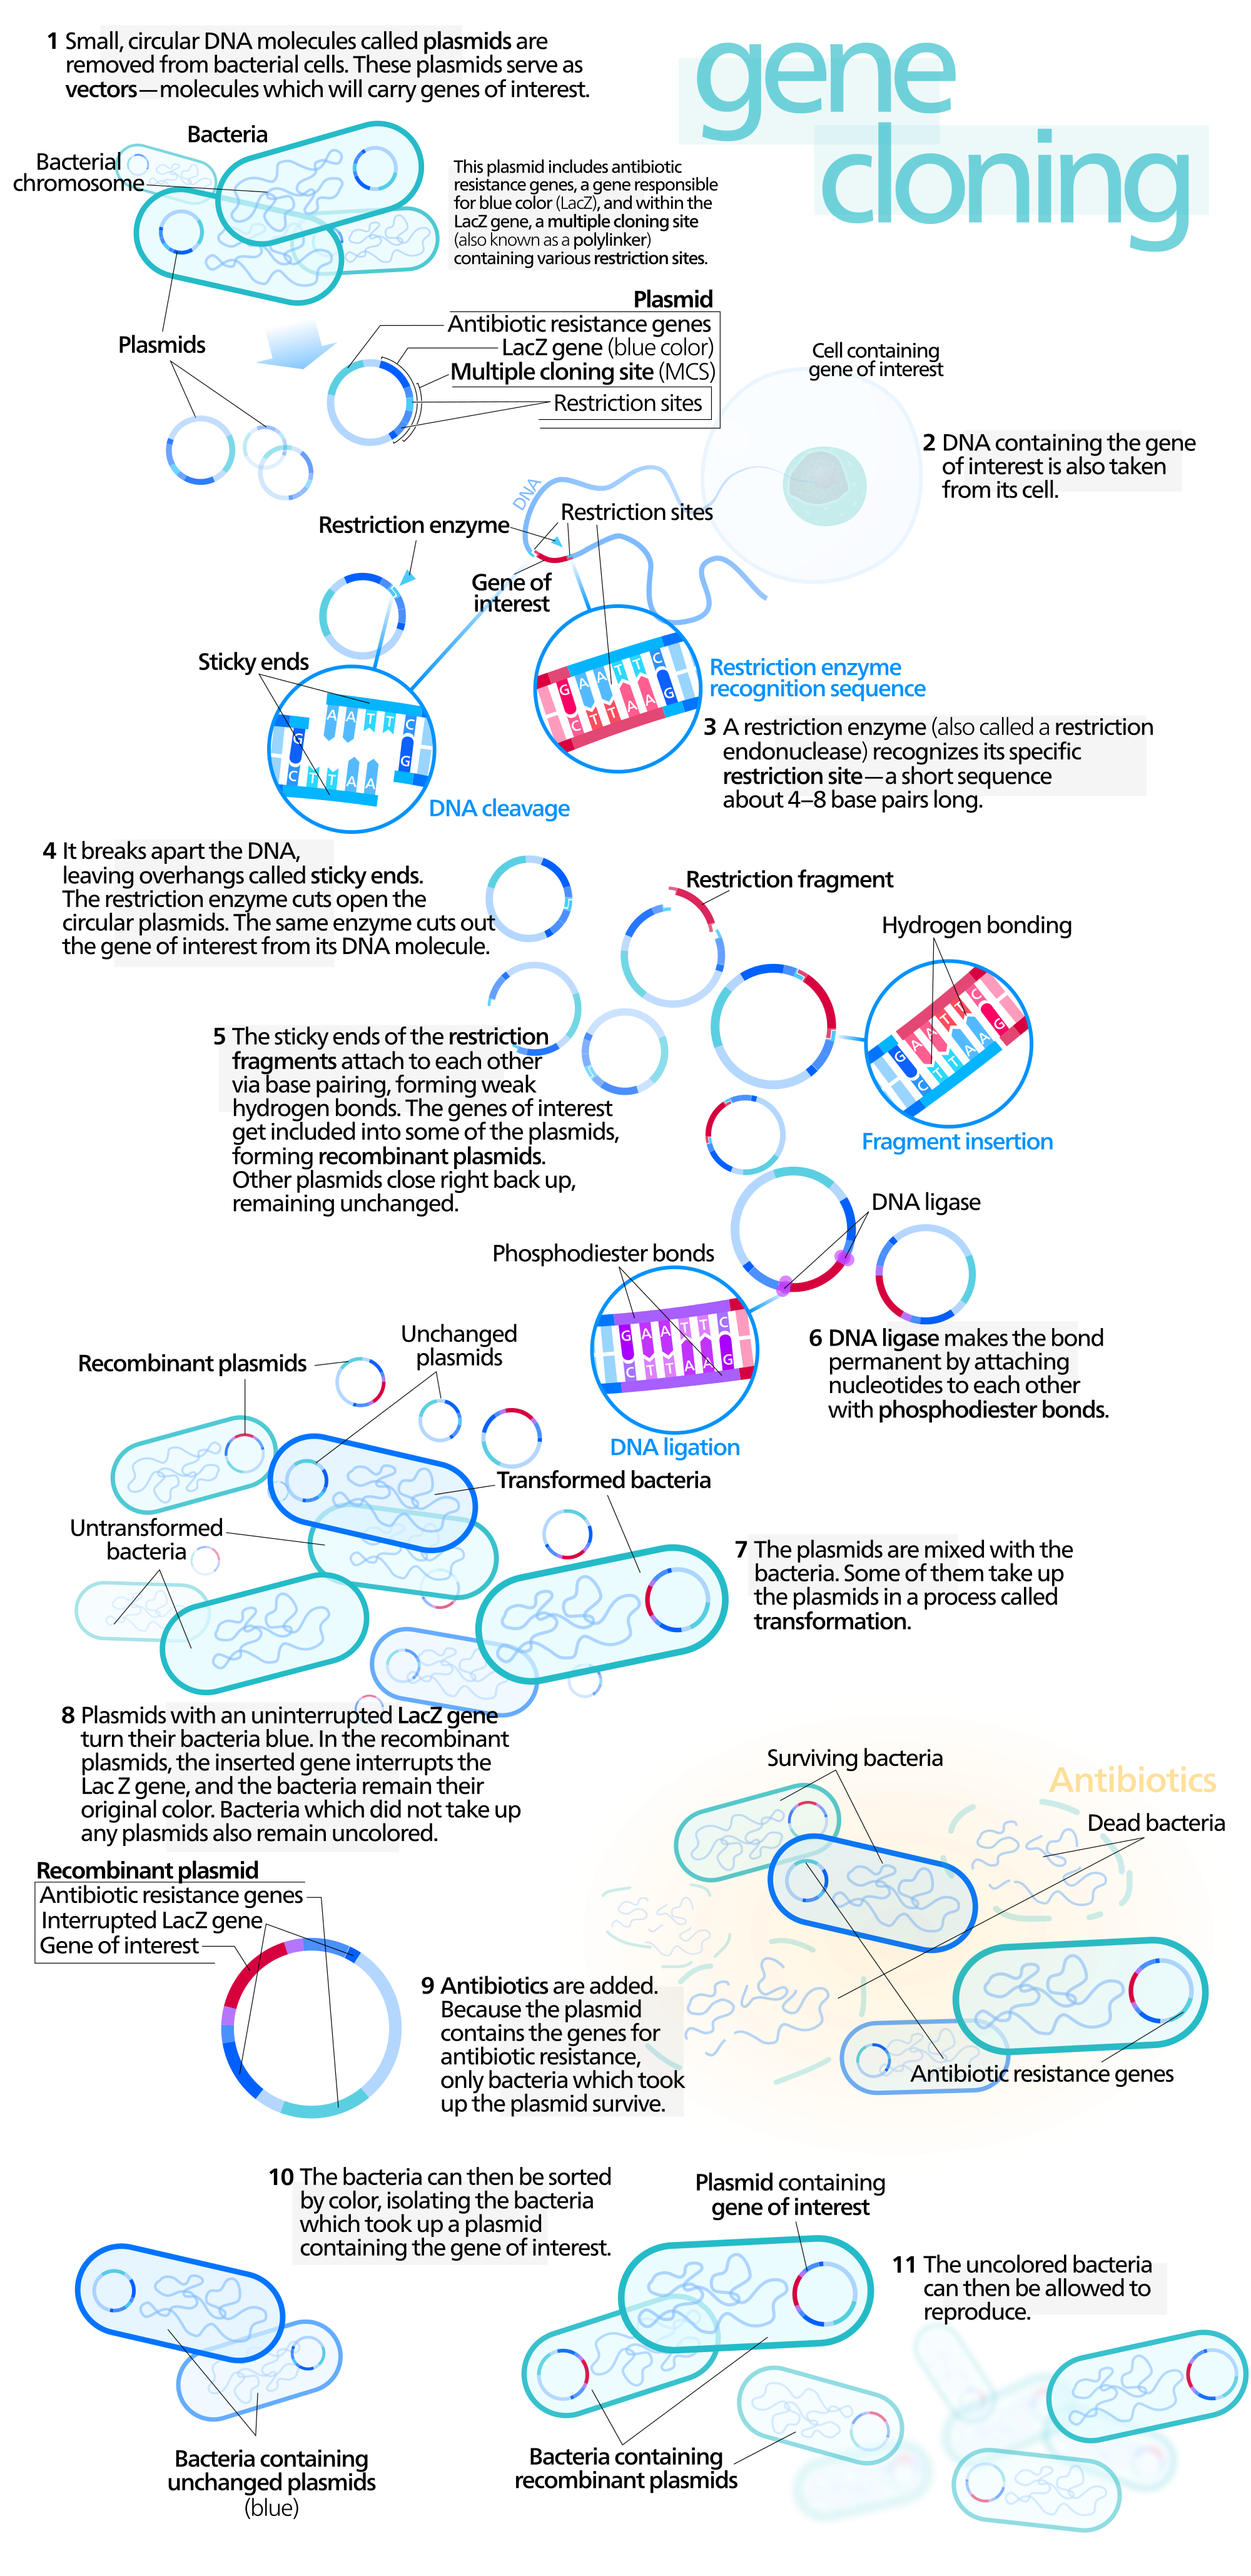 gene
cloning
1 Small, circular DNA molecules called plasmids are
removed from bacterial cells. These plasmids serve as
vectors—molecules which will carry genes of interest.
Bacteria
Bacterial
chromosome
Plasmids
This plasmid includes antibiotic
resistance genes, a gene responsible
for blue color (LacZ), and within the
LacZ gene, a multiple cloning site
(also known as a polylinker)
containing various restriction sites.
Plasmid
Antibiotic resistance genes
LacZ gene (blue color)
Multiple cloning site (MCS)
Restriction sites
Cell containing
gene of interest
2 DNA containing the gene
of interest is also taken
from its cell.
DNA
Restriction sites
Restriction enzyme
Gene of
interest
Sticky ends
A A T T C
G
G
C T T A A
DNA cleavage
G A A T T C
C T T A A G
Restriction enzyme
recognition sequence
3 A restriction enzyme (also called a restriction
endonuclease) recognizes its specific
restriction site—a short sequence
about 4–8 base pairs long.
4 It breaks apart the DNA,
leaving overhangs called sticky ends.
The restriction enzyme cuts open the
circular plasmids. The same enzyme cuts out
the gene of interest from its DNA molecule.
Restriction fragment
Hydrogen bonding
G A A T T C
C T T A A G
Fragment insertion
5 The sticky ends of the restriction
fragments attach to each other
via base pairing, forming weak
hydrogen bonds. The genes of interest
get included into some of the plasmids,
forming recombinant plasmids.
Other plasmids close right back up,
remaining unchanged.
DNA ligase
Phosphodiester bonds
G A A T T C
C T T A A G
DNA ligation
6 DNA ligase makes the bond
permanent by attaching
nucleotides to each other
with phosphodiester bonds.
Recombinant plasmids
Unchanged
plasmids
Transformed bacteria
Untransformed
bacteria
7 The plasmids are mixed with the
bacteria. Some of them take up
the plasmids in a process called
transformation.
8 Plasmids with an uninterrupted LacZ gene
turn their bacteria blue. In the recombinant
plasmids, the inserted gene interrupts the
Lac Z gene, and the bacteria remain their
original color. Bacteria which did not take up
any plasmids also remain uncolored.
Recombinant plasmid
Antibiotic resistance genes
Interrupted LacZ gene
Gene of interest
Surviving bacteria
Antibiotics
Dead bacteria
Antibiotic resistance genes
9 Antibiotics are added.
Because the plasmid
contains the genes for
antibiotic resistance,
only bacteria which took
up the plasmid survive.
10 The bacteria can then be sorted
by color, isolating the bacteria
which took up a plasmid
containing the gene of interest.
Plasmid containing
gene of interest
11 The uncolored bacteria
can then be allowed to
reproduce.
Bacteria containing
unchanged plasmids
(blue)
Bacteria containing
recombinant plasmids